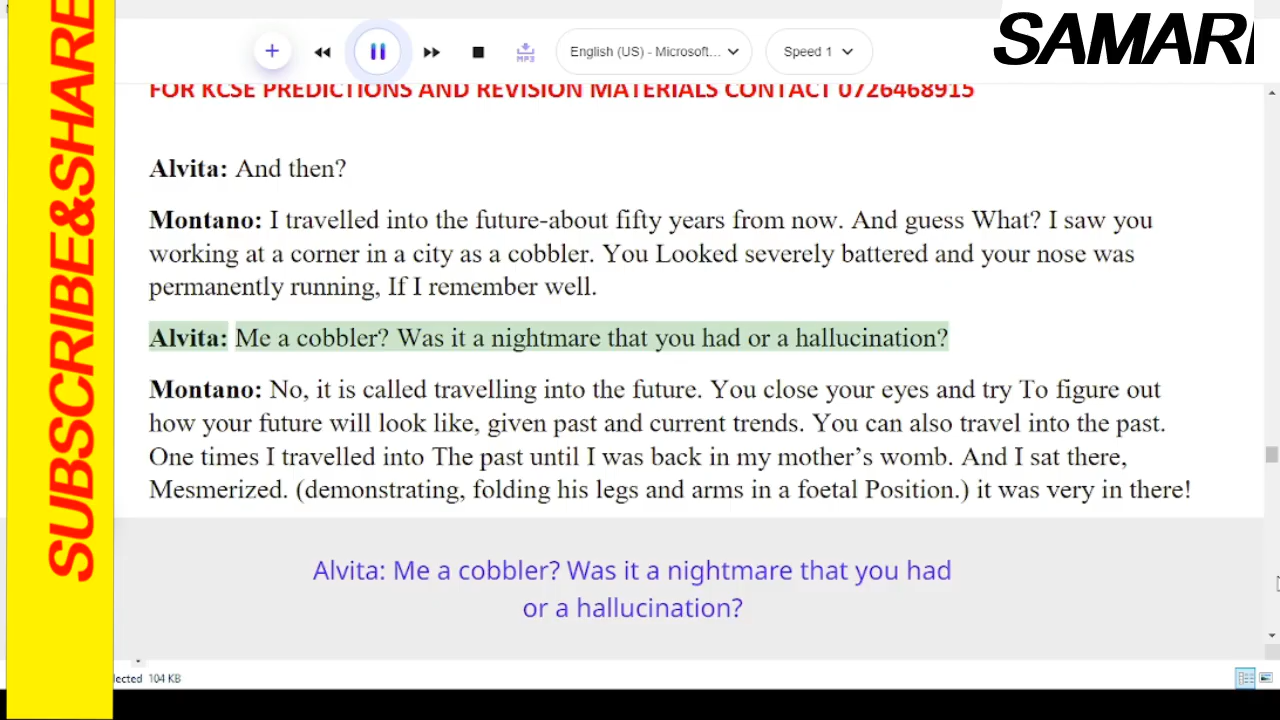 SAMARI
English (US) - Microsoft...
Speed 1
MP3
SUBSCRIBE&SHARE
FOR KCSE PREDICTIONS AND REVISION MATERIALS CONTACT 0726468915
Alvita: And then?
Montano: I travelled into the future-about fifty years from now. And guess What? I saw you
working at a corner in a city as a cobbler. You Looked severely battered and your nose was
permanently running, If I remember well.
Alvita: Me a cobbler? Was it a nightmare that you had or a hallucination?
Montano: No, it is called travelling into the future. You close your eyes and try To figure out
how your future will look like, given past and current trends. You can also travel into the past.
One times I travelled into The past until I was back in my mother’s womb. And I sat there,
Mesmerized. (demonstrating, folding his legs and arms in a foetal Position.) it was very in there!
Alvita: Me a cobbler? Was it a nightmare that you had
or a hallucination?
lected 104 KB